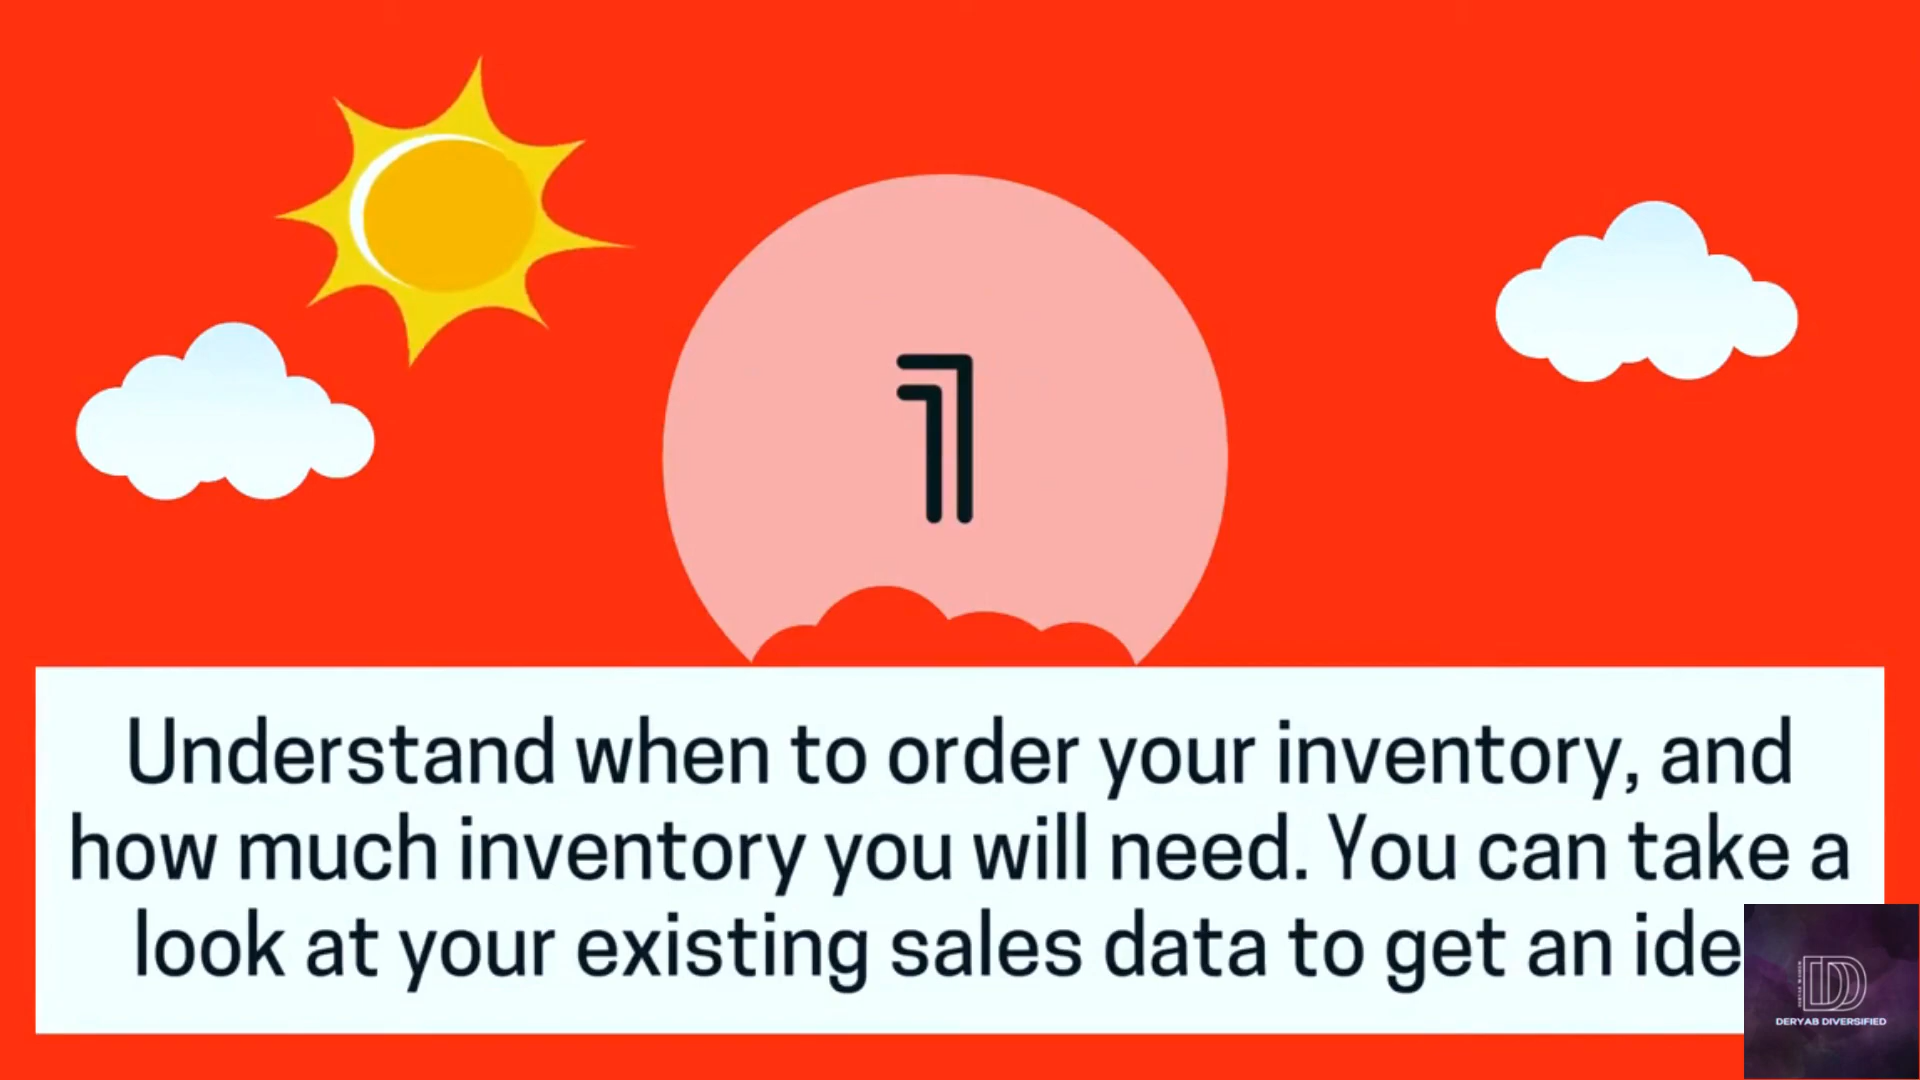 1
Understand when to order your inventory, and
how much inventory you will need. You can take a
look at your existing sales data to get an
DERYAB DIVERSIFIED